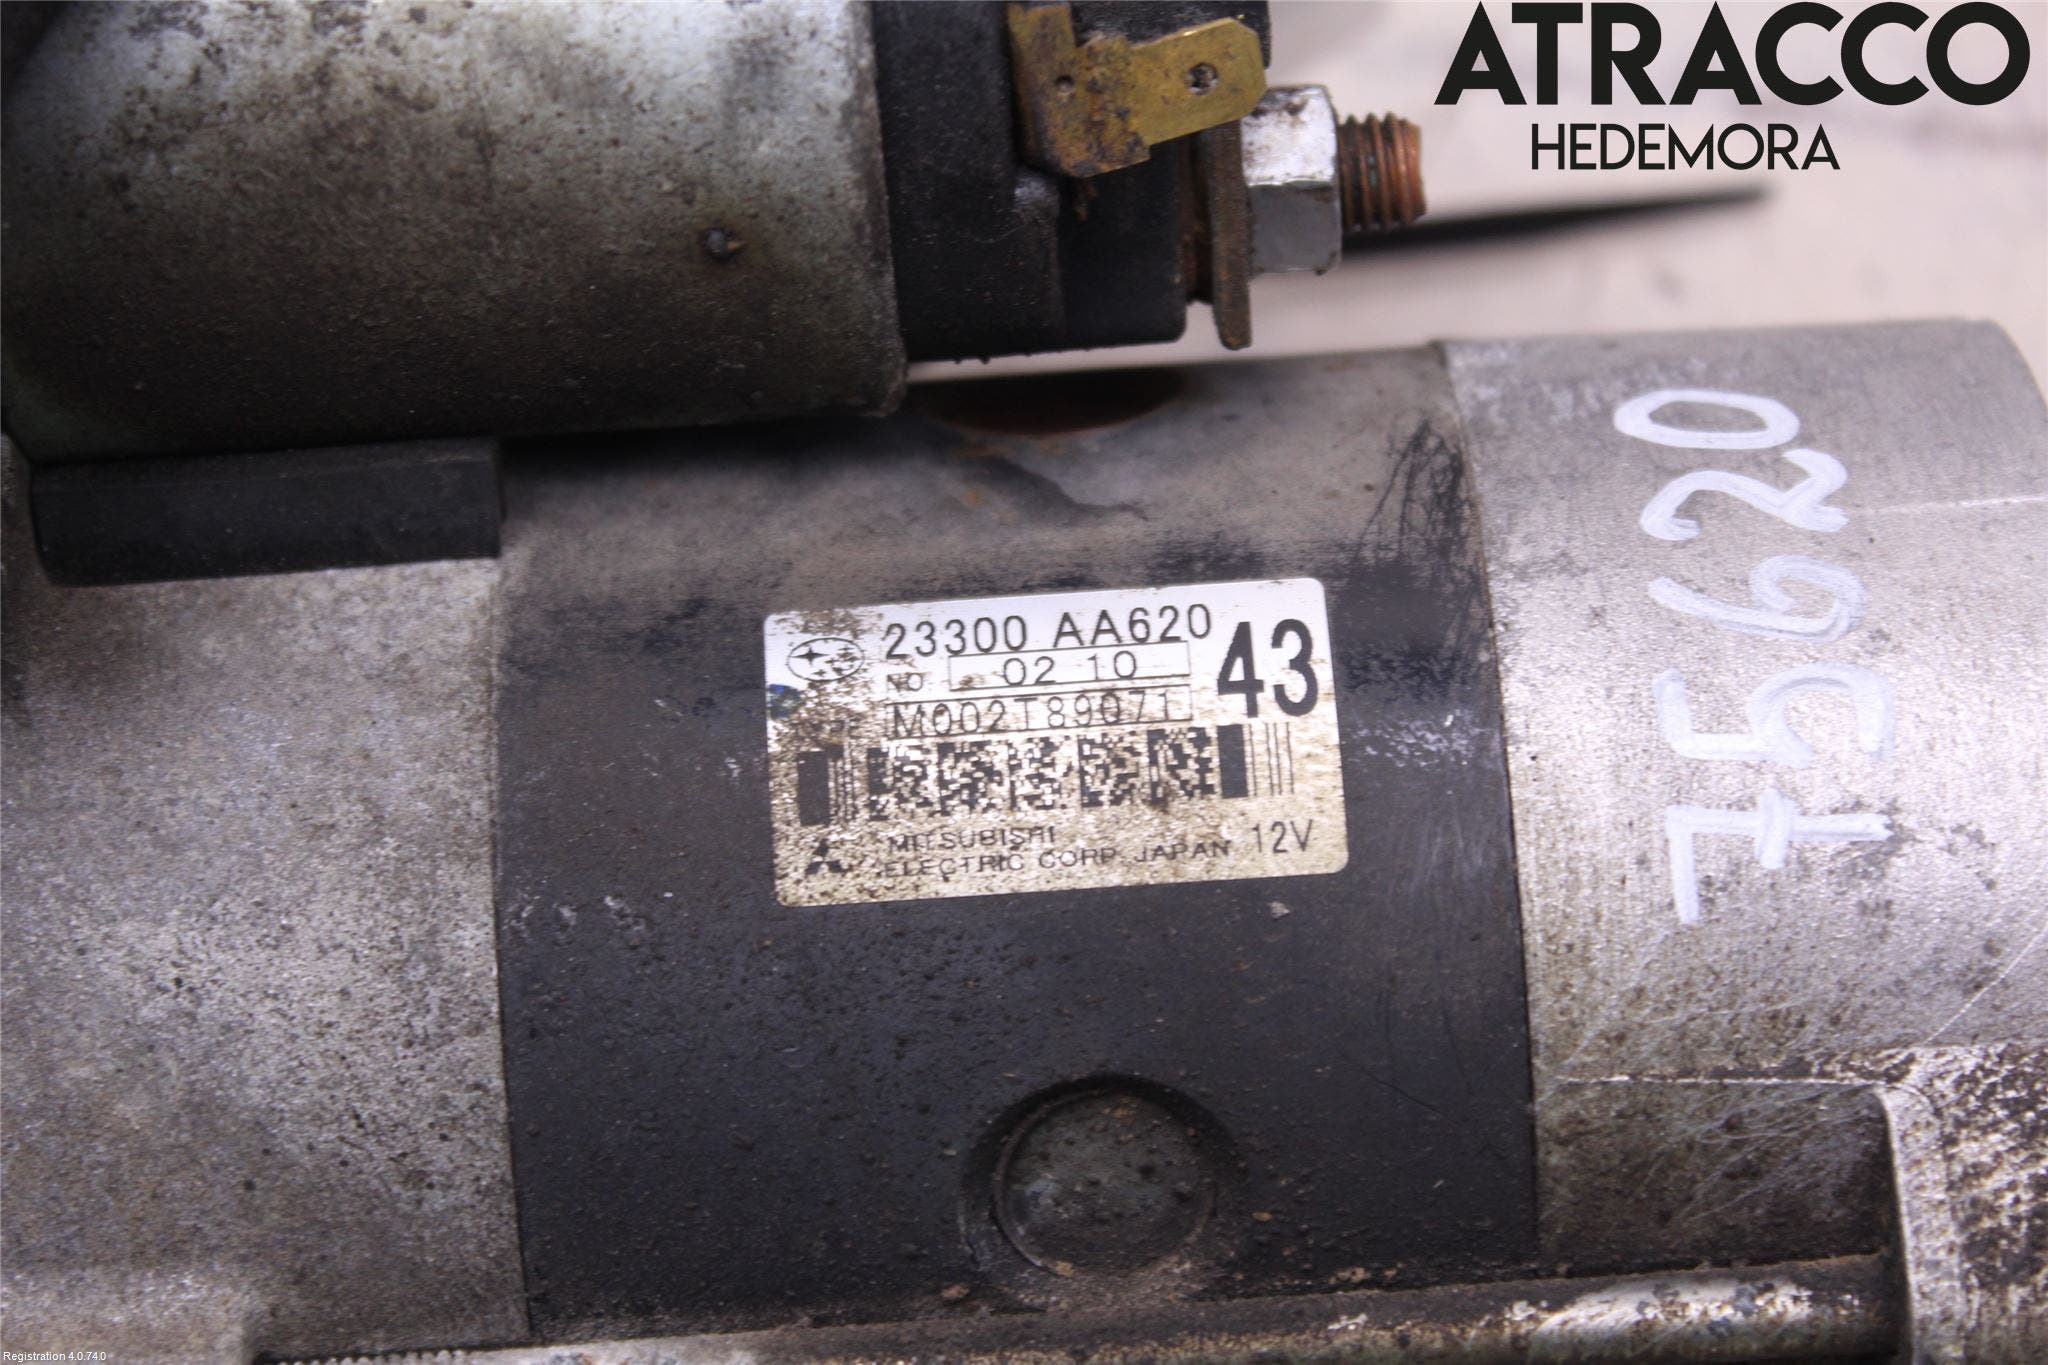 ATRACCO
HEDEMORA
23300 AA620
NO 02 10
43
M002T89071
MITSUBISHI
ELECTRIC CORP. JAPAN 12V
75620
Registration 4.0.74.0